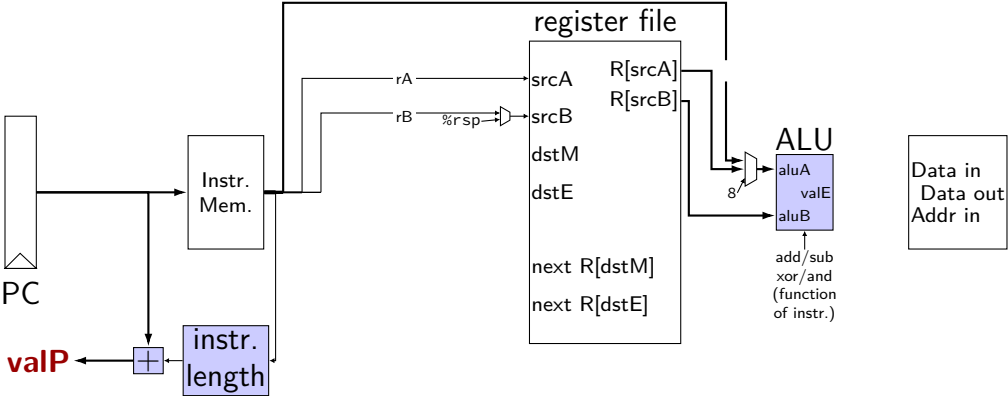 register file
rA
srcA
R[srcA]
R[srcB]
rB
%rsp
srcB
ALU
dstM
Instr.
Mem.
dstE
aluA
valE
8
aluB
Data in
Data out
Addr in
add/sub
xor/and
(function
of instr.)
next R[dstM]
next R[dstE]
PC
valP
+
instr.
length